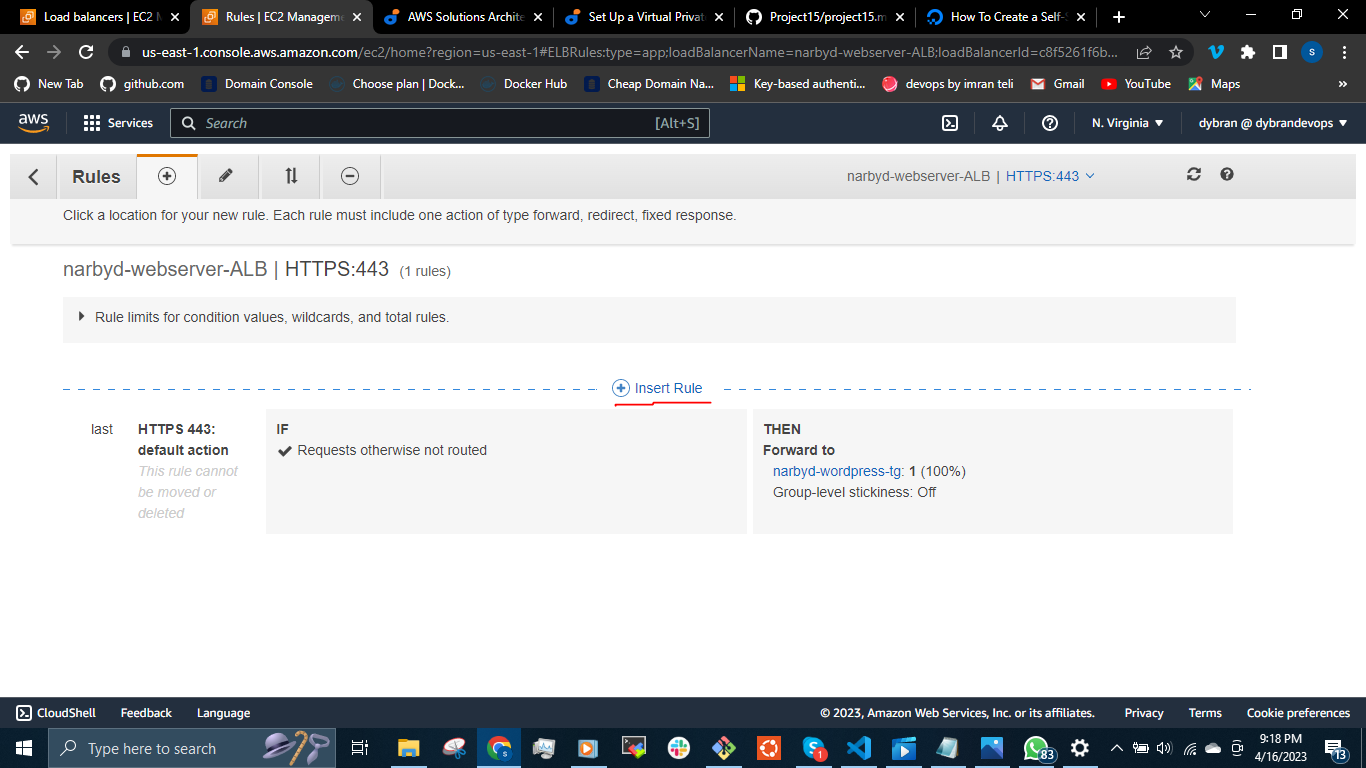 Load balancers | EC2 M
Rules | EC2 Manageme
AWS Solutions Archite
Set Up a Virtual Privat
Project15/project15.m
How To Create a Self-S
us-east-1.console.aws.amazon.com/ec2/home?region=us-east-1#ELBRules:type=app;loadBalancerName=narbyd-webserver-ALB;loadBalancerId=c8f5261f6b...
S
New Tab
github.com
Domain Console
Choose plan | Dock...
Docker Hub
Cheap Domain Na...
Key-based authenti...
devops by imran teli
Gmail
YouTube
Maps
»
aws
Services
Search
[Alt+S]
N. Virginia
dybran @ dybrandevops
Rules
narbyd-webserver-ALB | HTTPS:443
Click a location for your new rule. Each rule must include one action of type forward, redirect, fixed response.
narbyd-webserver-ALB | HTTPS:443 (1 rules)
Rule limits for condition values, wildcards, and total rules.
Insert Rule
last
HTTPS 443:
default action
This rule cannot
be moved or
deleted
IF
Requests otherwise not routed
THEN
Forward to
narbyd-wordpress-tg: 1 (100%)
Group-level stickiness: Off
CloudShell
Feedback
Language
© 2023, Amazon Web Services, Inc. or its affiliates.
Privacy
Terms
Cookie preferences
Type here to search
1
83
9:18 PM
4/16/2023
13